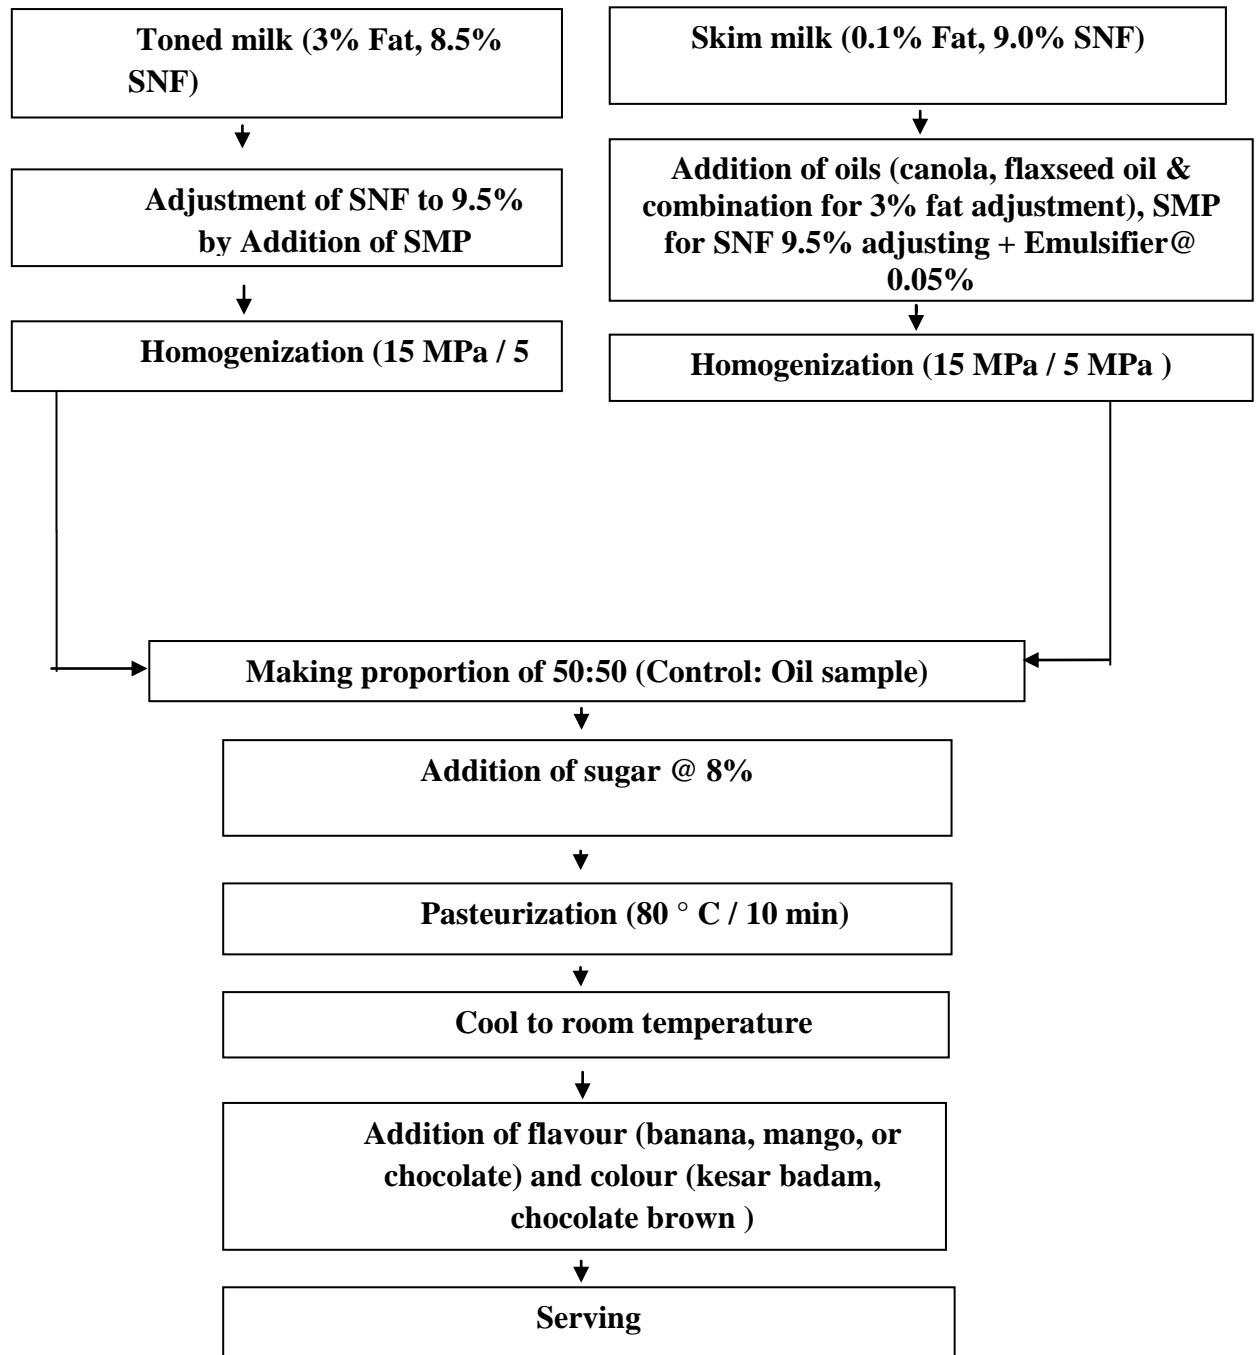 Toned milk (3% Fat, 8.5%
SNF)
Adjustment of SNF to 9.5%
by Addition of SMP
Homogenization (15 MPa / 5
Skim milk (0.1% Fat, 9.0% SNF)
Addition of oils (canola, flaxseed oil &
combination for 3% fat adjustment), SMP
for SNF 9.5% adjusting + Emulsifier@
0.05%
Homogenization (15 MPa / 5 MPa )
Making proportion of 50:50 (Control: Oil sample)
Addition of sugar @ 8%
Pasteurization (80 ° C / 10 min)
Cool to room temperature
Addition of flavour (banana, mango, or
chocolate) and colour (kesar badam,
chocolate brown )
Serving